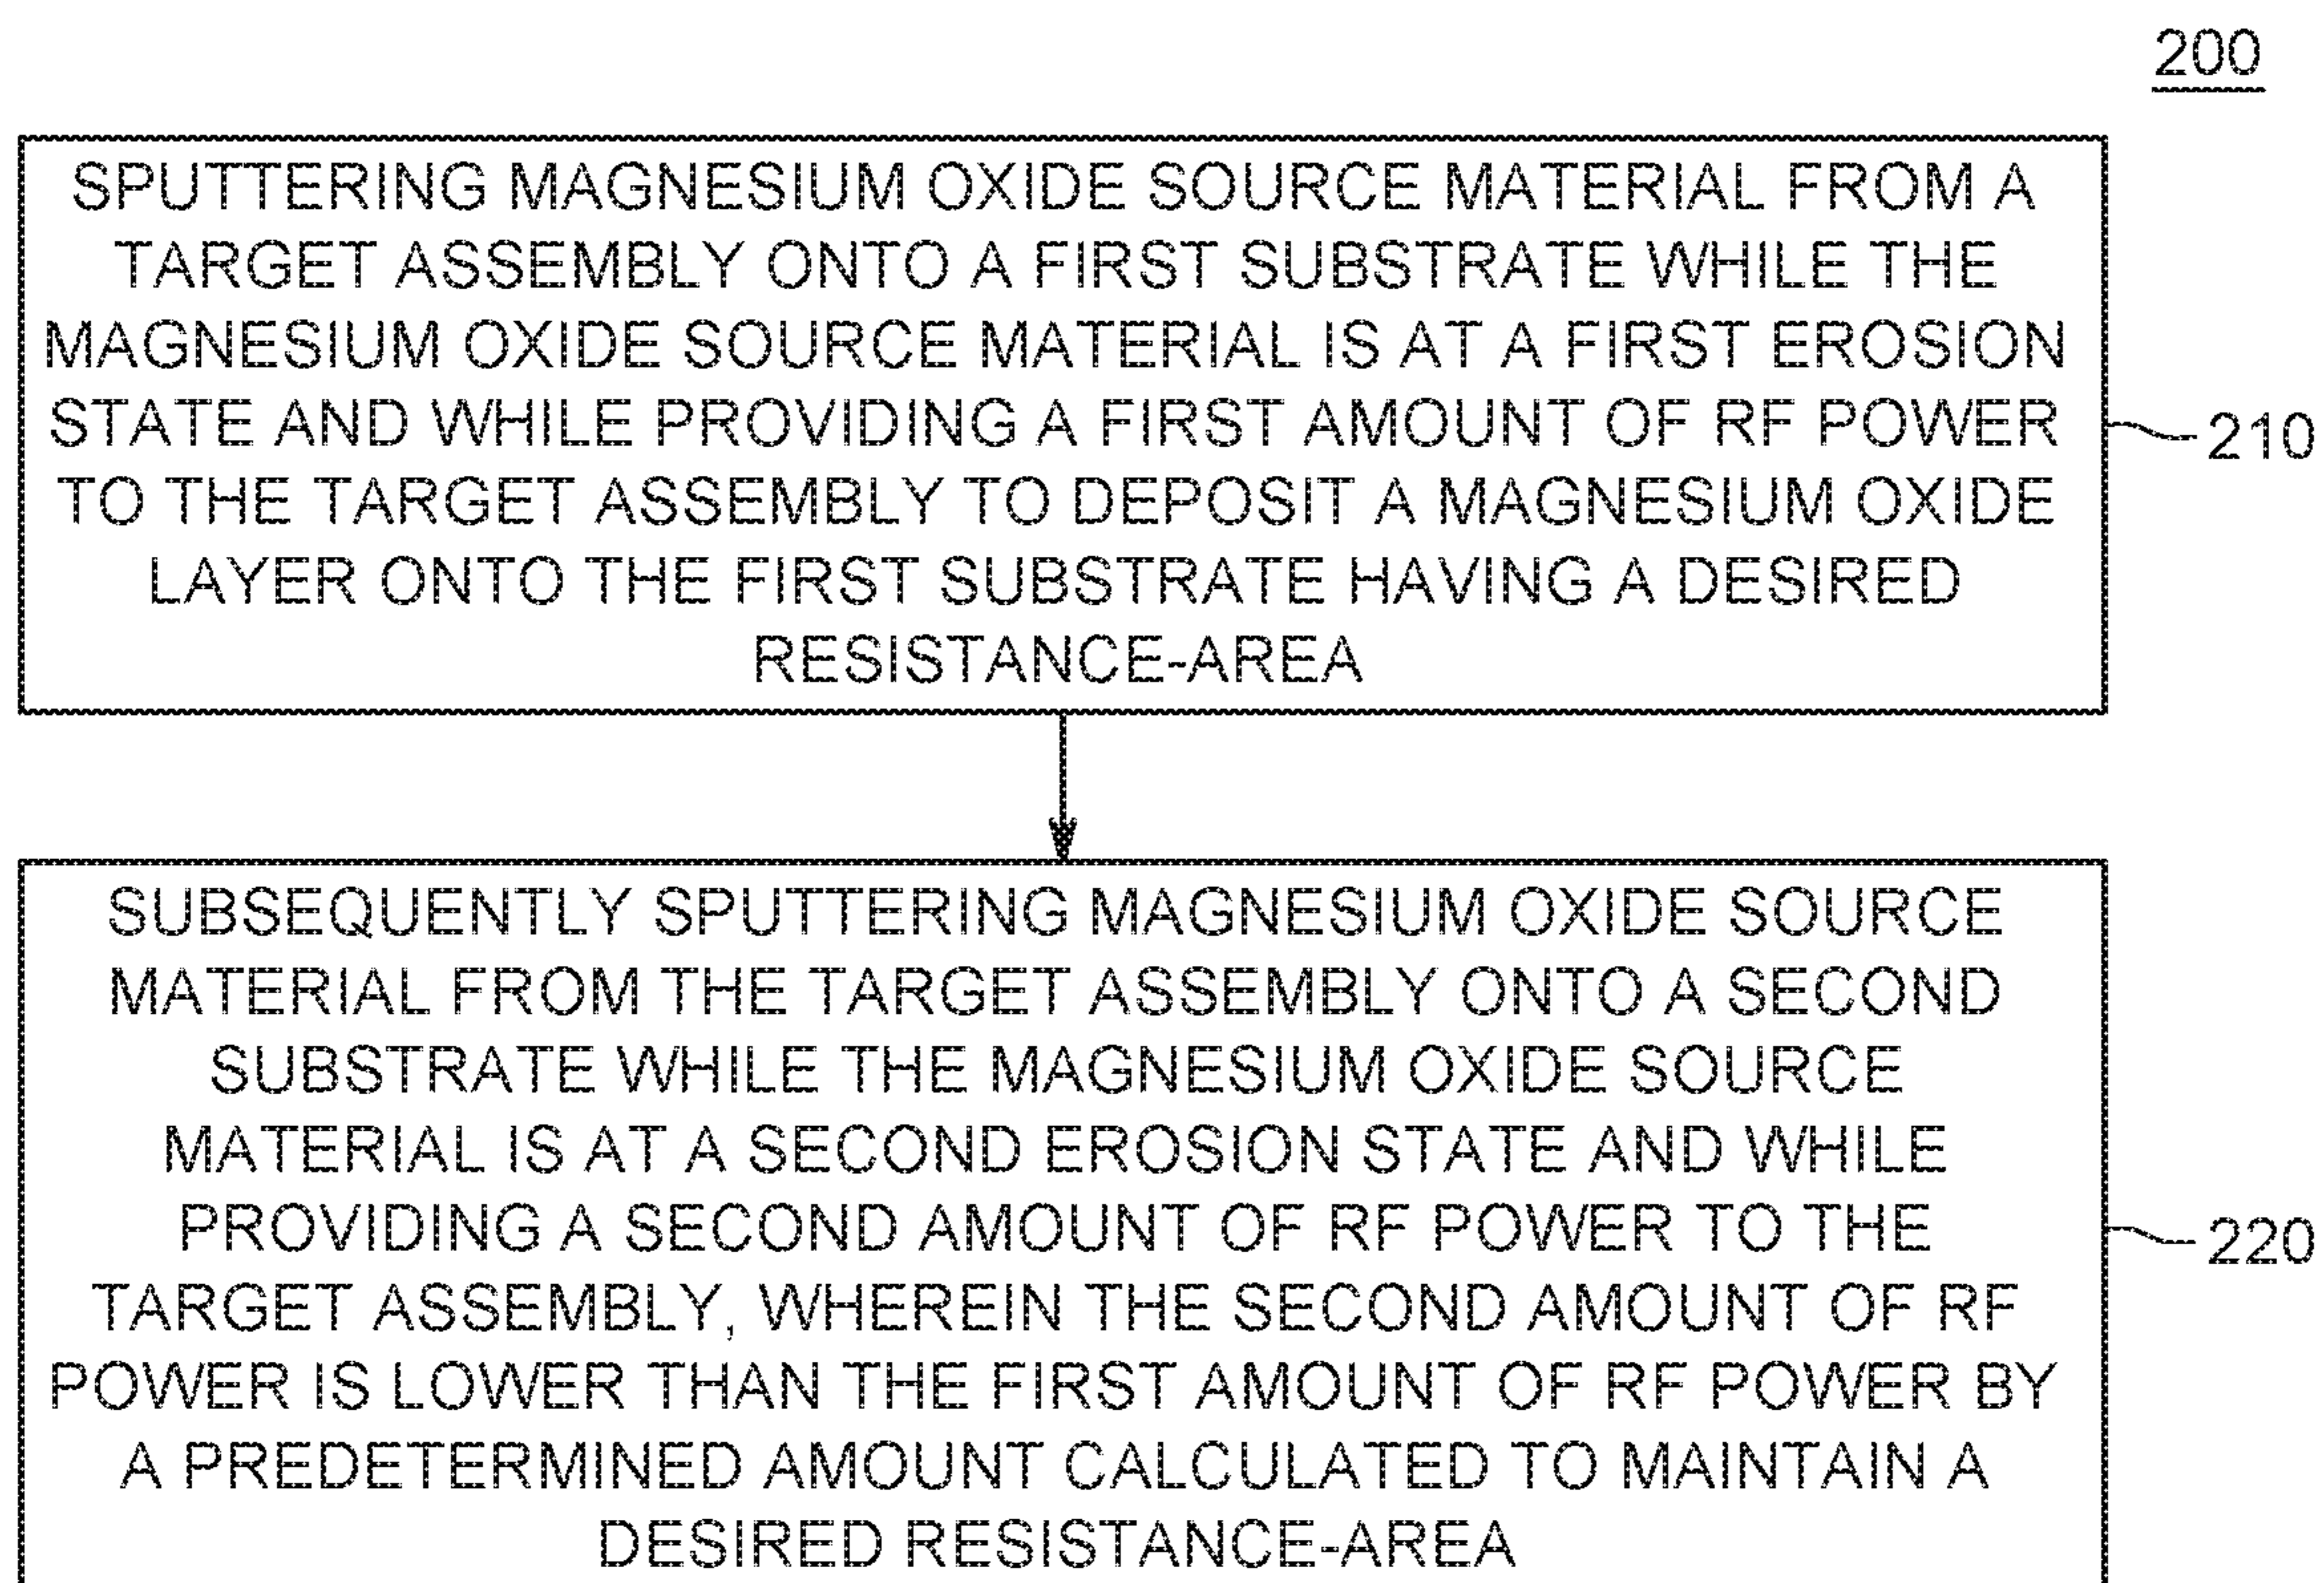 200
SPUTTERING MAGNESIUM OXIDE SOURCE MATERIAL FROM A
TARGET ASSEMBLY ONTO A FIRST SUBSTRATE WHILE THE
MAGNESIUM OXIDE SOURCE MATERIAL IS AT A FIRST EROSION
STATE AND WHILE PROVIDING A FIRST AMOUNT OF RF POWER
TO THE TARGET ASSEMBLY TO DEPOSIT A MAGNESIUM OXIDE
LAYER ONTO THE FIRST SUBSTRATE HAVING A DESIRED
RESISTANCE-AREA
210
SUBSEQUENTLY SPUTTERING MAGNESIUM OXIDE SOURCE
MATERIAL FROM THE TARGET ASSEMBLY ONTO A SECOND
SUBSTRATE WHILE THE MAGNESIUM OXIDE SOURCE
MATERIAL IS AT A SECOND EROSION STATE AND WHILE
PROVIDING A SECOND AMOUNT OF RF POWER TO THE
TARGET ASSEMBLY, WHEREIN THE SECOND AMOUNT OF RF
POWER IS LOWER THAN THE FIRST AMOUNT OF RF POWER BY
A PREDETERMINED AMOUNT CALCULATED TO MAINTAIN A
DESIRED RESISTANCE-AREA
220